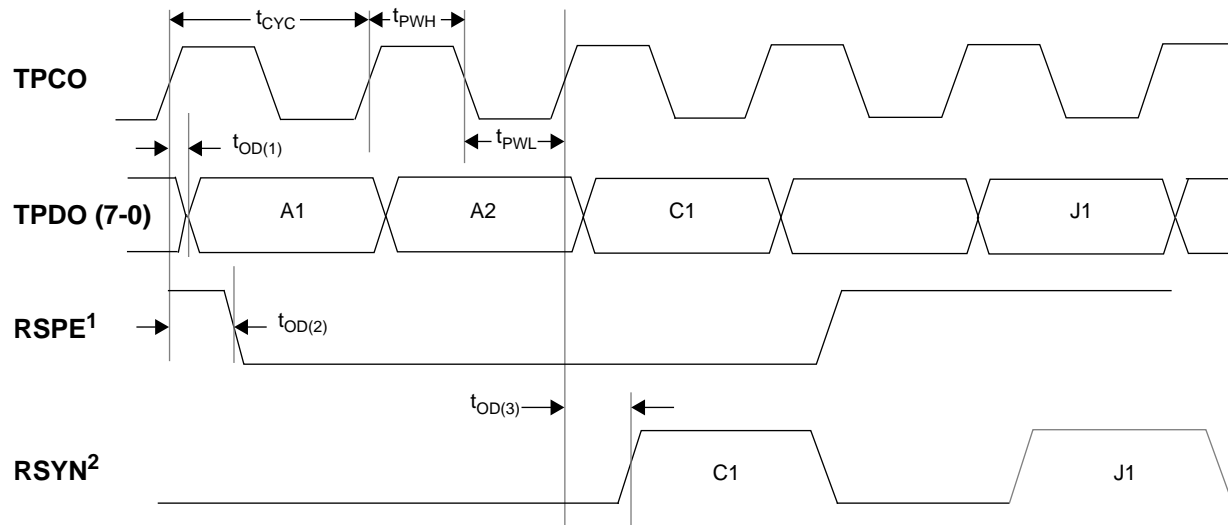 tCYC tPWH
TPCO
tPWL
tOD(1)
TPDO (7-0) A1 A2 C1 J1
RSPE1 tOD(2)
tOD(3)
RSYN2 C1 J1